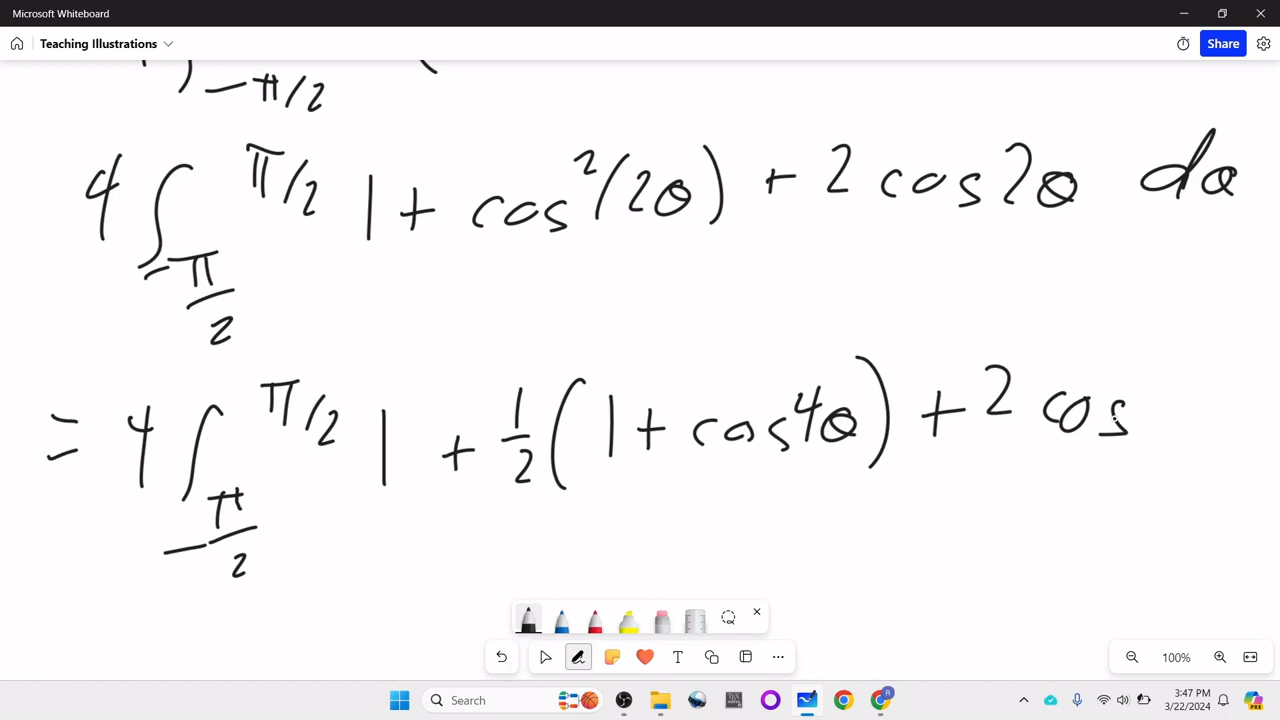 Microsoft Whiteboard
Teaching Illustrations
Share
-π/2
4 ∫_{-π/2}^{π/2} 1 + cos²(2θ) + 2 cos 2θ dθ
= 4 ∫_{-π/2}^{π/2} 1 + 1/2 (1 + cos 4θ) + 2 cos
100%
Search
3:47 PM
3/22/2024